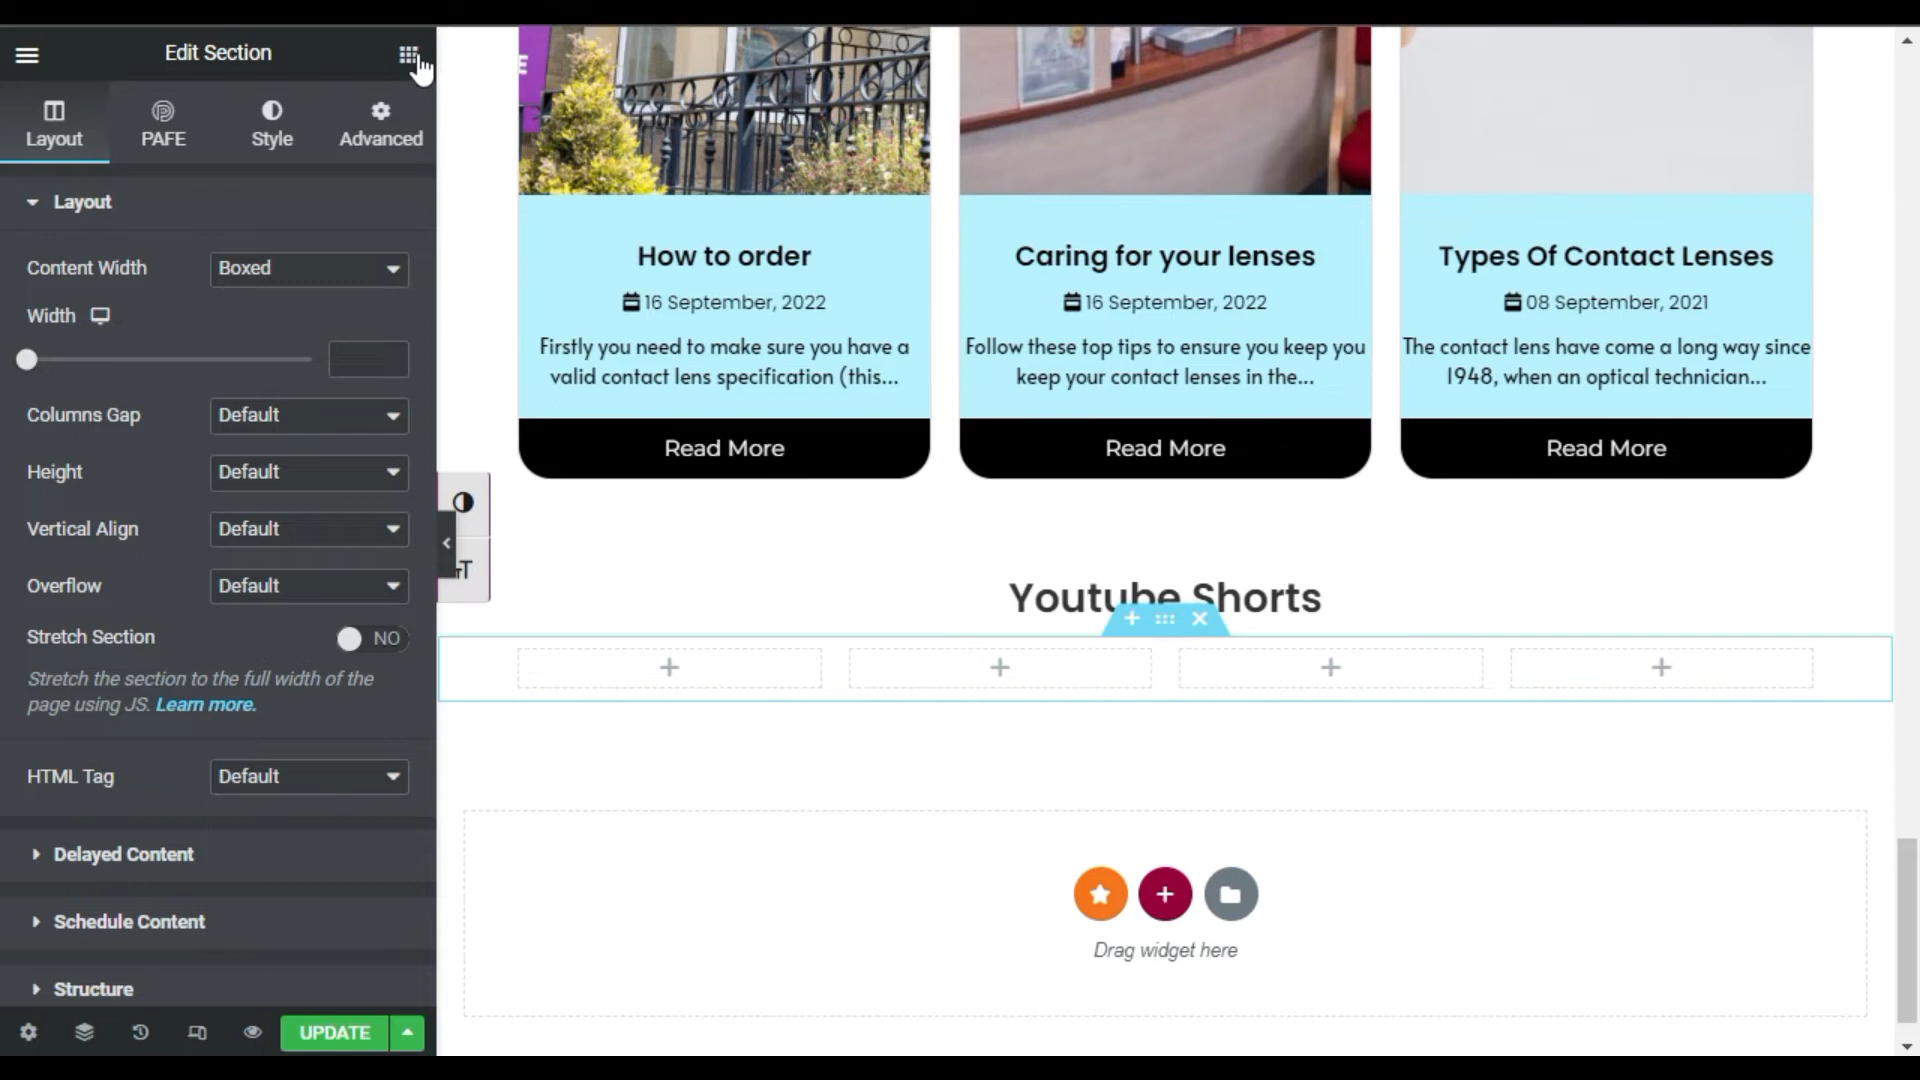 Edit Section
Layout
PAFE
Style
Advanced
Layout
Content Width
Boxed
Width
Columns Gap
Default
Height
Default
Vertical Align
Default
Overflow
Default
Stretch Section
NO
Stretch the section to the full width of the
page using JS. Learn more.
HTML Tag
Default
Delayed Content
Schedule Content
Structure
UPDATE
E
How to order
16 September, 2022
Firstly you need to make sure you have a
valid contact lens specification (this...
Read More
Caring for your lenses
16 September, 2022
Follow these top tips to ensure you keep you
keep your contact lenses in the...
Read More
Types Of Contact Lenses
08 September, 2021
The contact lens have come a long way since
1948, when an optical technician...
Read More
Youtube Shorts
Drag widget here